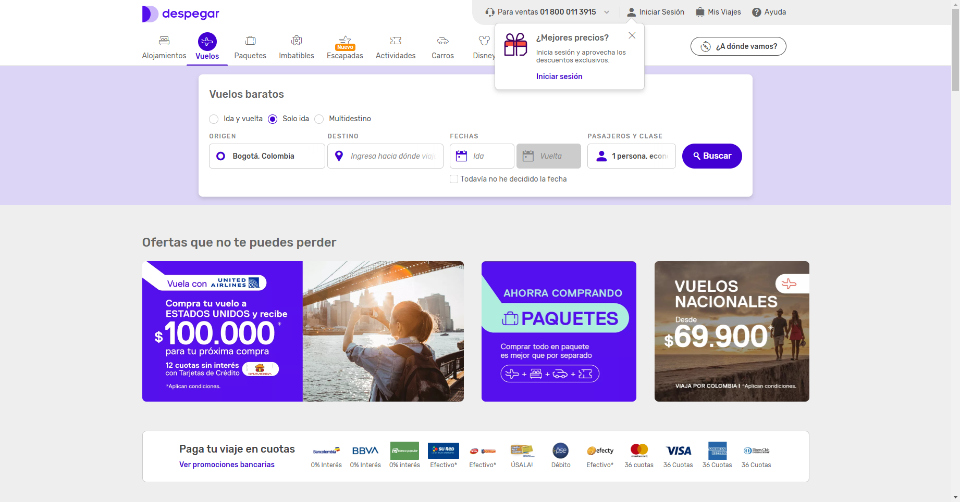 despegar
Para ventas 01 800 011 3915
Iniciar Sesión
Mis Viajes
Ayuda
Alojamientos
Vuelos
Paquetes
Imbatibles
Nuevo
Escapadas
Actividades
Carros
Disney
¿A dónde vamos?
¿Mejores precios?
Inicia sesión y aprovecha los
descuentos exclusivos.
Iniciar sesión
Vuelos baratos
Ida y vuelta
Solo ida
Multidestino
ORIGEN
DESTINO
FECHAS
PASAJEROS Y CLASE
Bogotá, Colombia
Ingresa hacia dónde via
Ida
Vuelta
1 persona, econ
Buscar
Todavía no he decidido la fecha
Ofertas que no te puedes perder
Vuela con UNITED AIRLINES
Compra tu vuelo a
ESTADOS UNIDOS y recibe
$100.000*
para tu próxima compra
12 cuotas sin interés
con Tarjetas de Crédito
*Aplican condiciones.
AHORRA COMPRANDO
PAQUETES
Comprar todo en paquete
es mejor que por separado
VUELOS
NACIONALES
Desde
$69.900*
VIAJA POR COLOMBIA! *Aplican condiciones.
Paga tu viaje en cuotas
Ver promociones bancarias
BBVA
efecty
VISA
0% Interés
0% Interés
0% interés
Efectivo*
Efectivo*
ÚSALA!
Débito
Efectivo*
36 cuotas
36 Cuotas
36 Cuotas
36 Cuotas